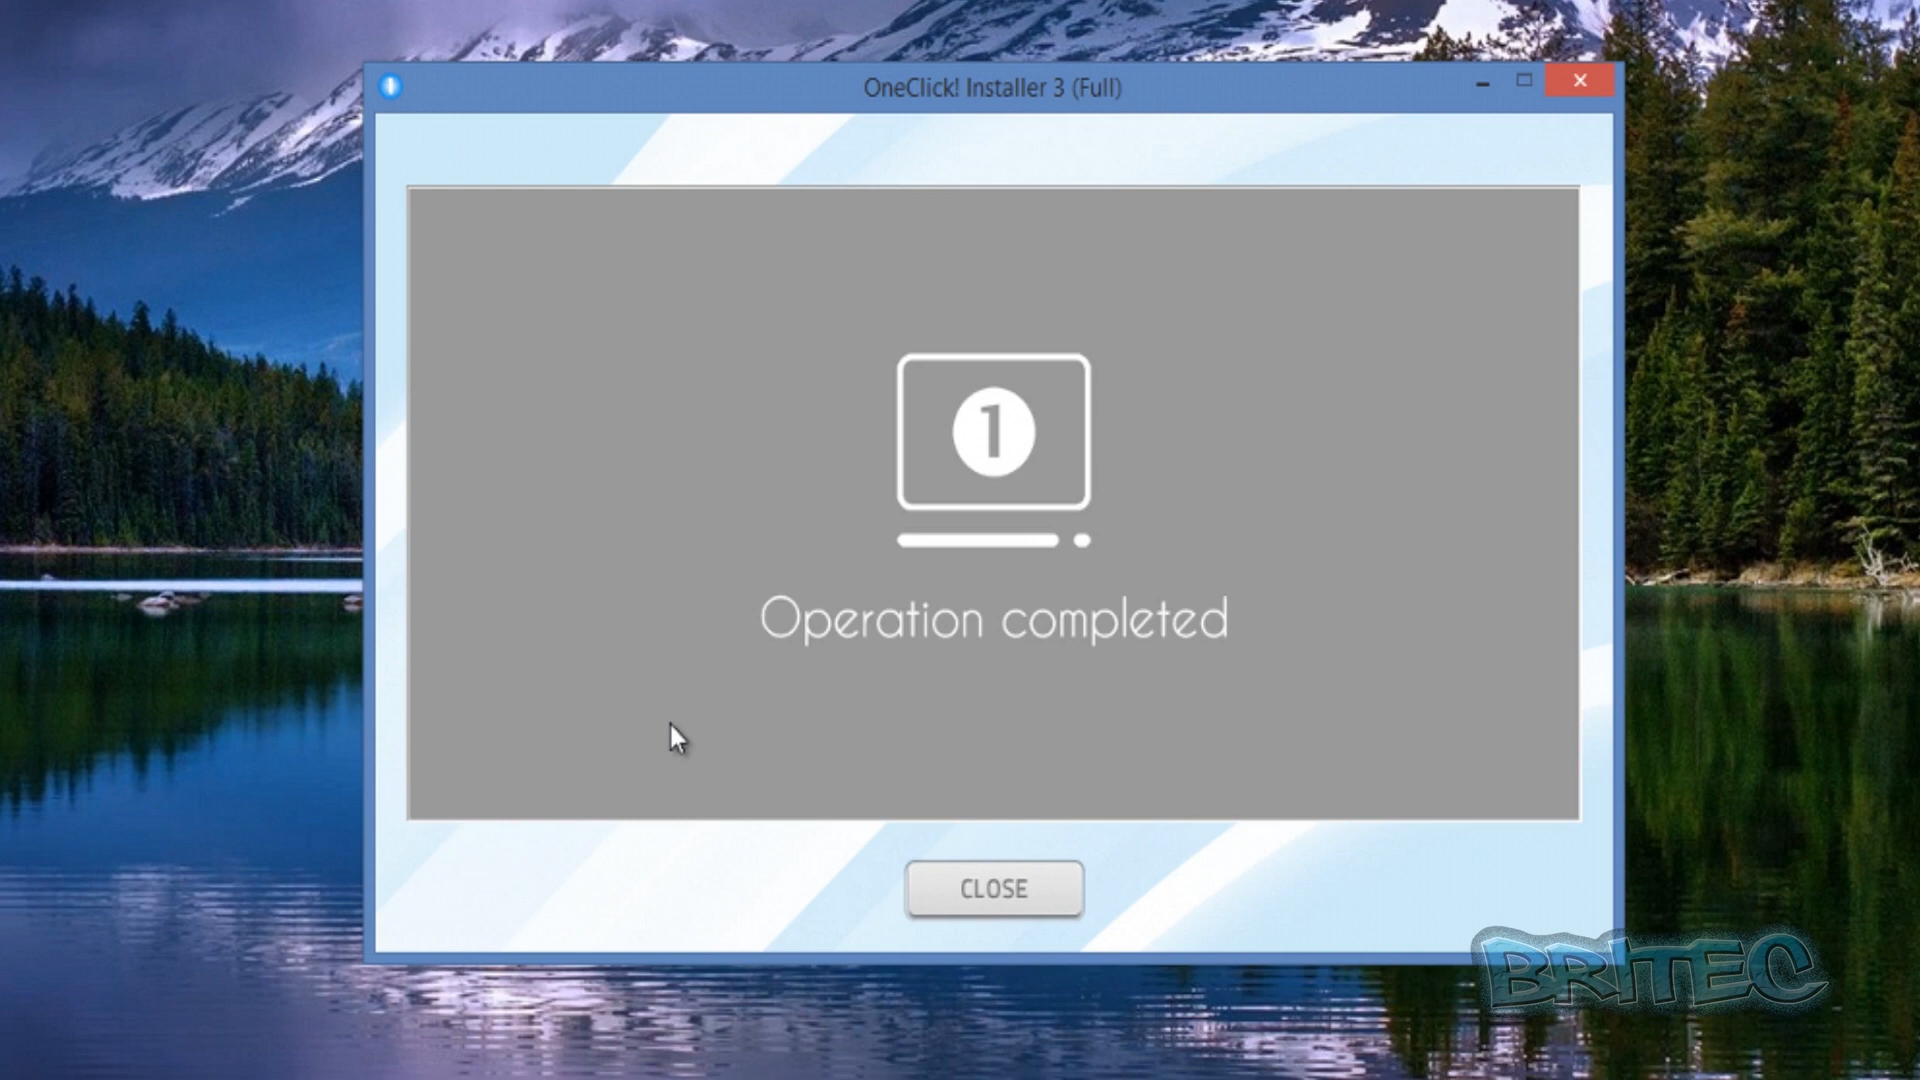 OneClick! Installer 3 (Full)
1
Operation completed
CLOSE
BRITEC